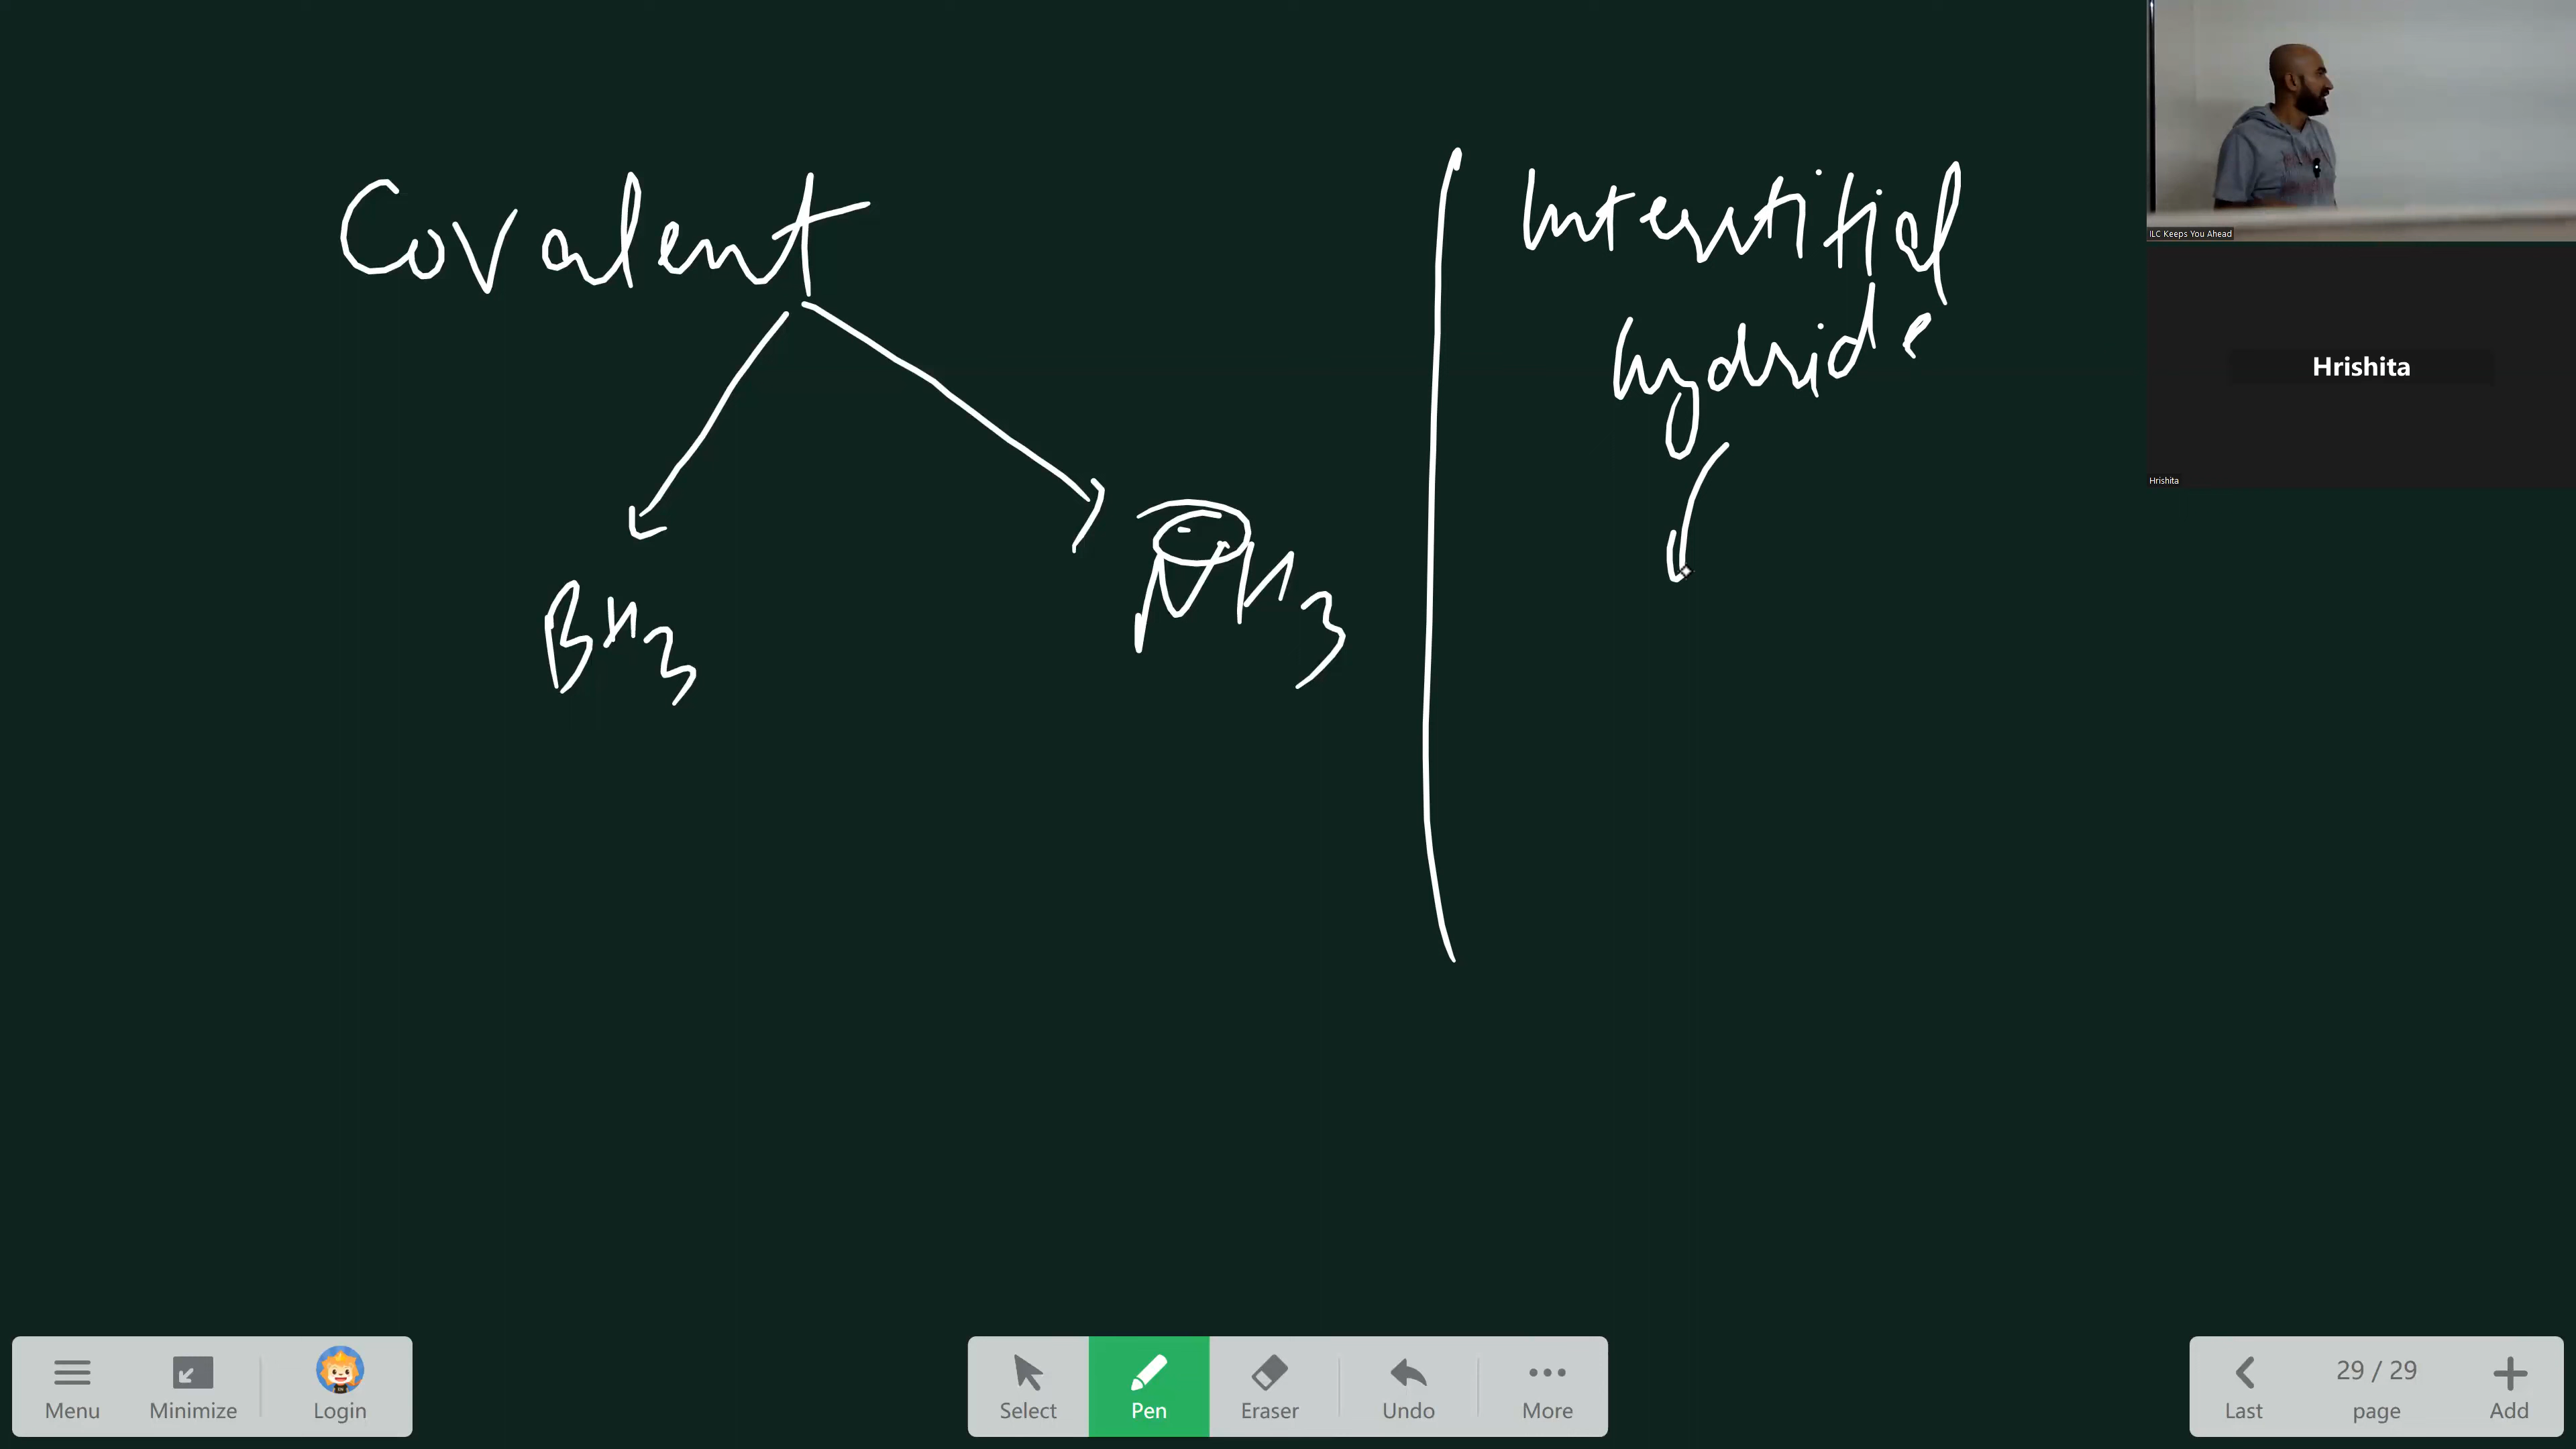 Covalent
BH3
NH3
Interstitial
hydride
ILC Keeps You Ahead
Hrishita
Hrishita
Menu
Minimize
Login
Select
Pen
Eraser
Undo
More
Last
29 / 29
page
Add